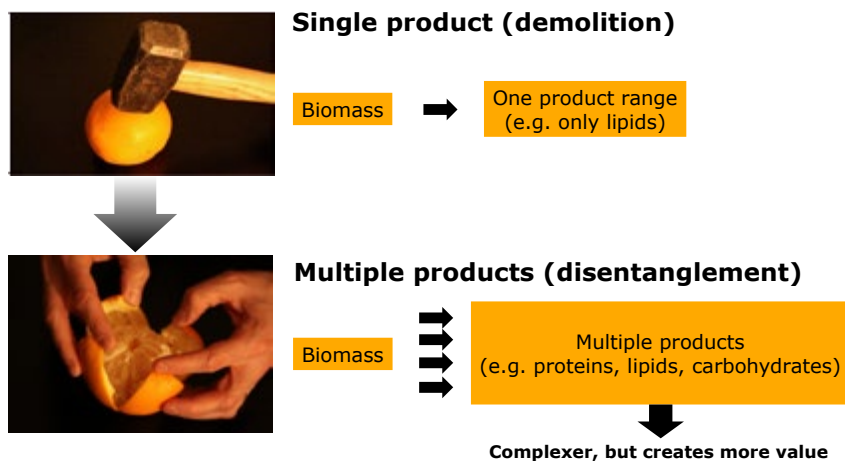 Single product (demolition)
Biomass
One product range
(e.g. only lipids)
Multiple products (disentanglement)
Biomass
Multiple products
(e.g. proteins, lipids, carbohydrates)
Complexer, but creates more value